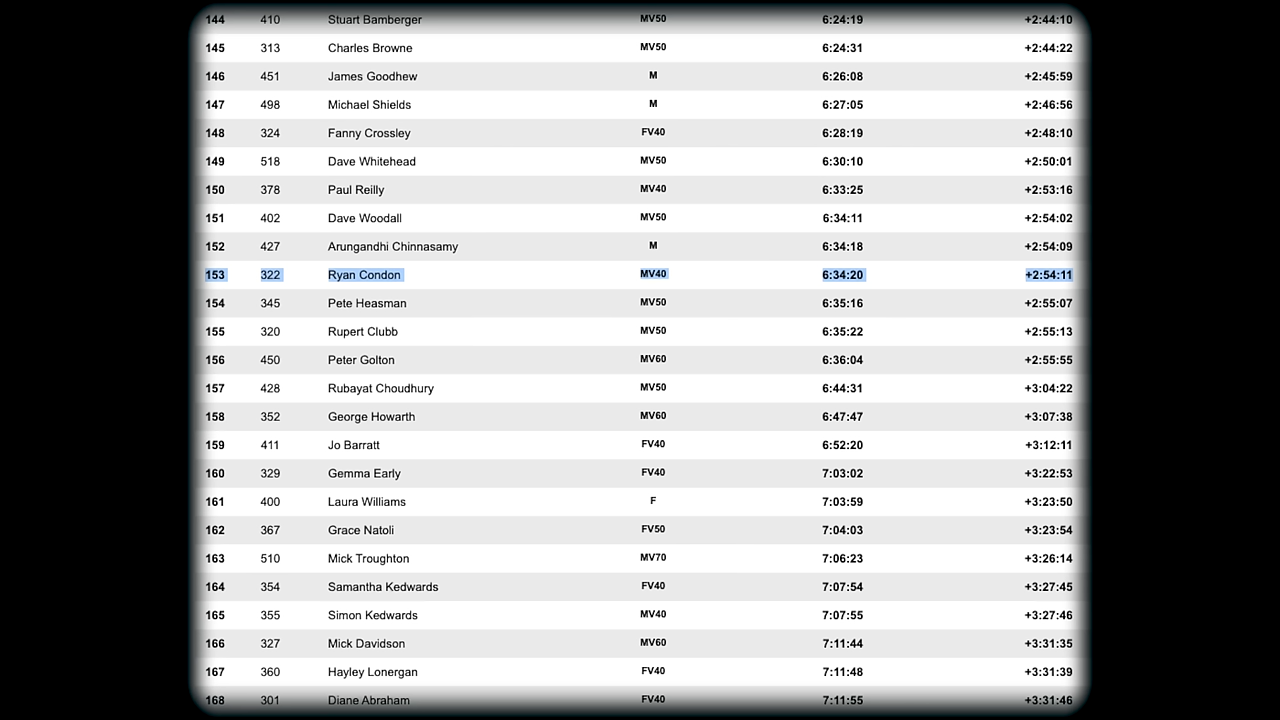 144 410 Stuart Bamberger MV50 6:24:19 +2:44:10
145 313 Charles Browne MV50 6:24:31 +2:44:22
146 451 James Goodhew M 6:26:08 +2:45:59
147 498 Michael Shields M 6:27:05 +2:46:56
148 324 Fanny Crossley FV40 6:28:19 +2:48:10
149 518 Dave Whitehead MV50 6:30:10 +2:50:01
150 378 Paul Reilly MV40 6:33:25 +2:53:16
151 402 Dave Woodall MV50 6:34:11 +2:54:02
152 427 Arungandhi Chinnasamy M 6:34:18 +2:54:09
153 322 Ryan Condon MV40 6:34:20 +2:54:11
154 345 Pete Heasman MV50 6:35:16 +2:55:07
155 320 Rupert Clubb MV50 6:35:22 +2:55:13
156 450 Peter Golton MV60 6:36:04 +2:55:55
157 428 Rubayat Choudhury MV50 6:44:31 +3:04:22
158 352 George Howarth MV60 6:47:47 +3:07:38
159 411 Jo Barratt FV40 6:52:20 +3:12:11
160 329 Gemma Early FV40 7:03:02 +3:22:53
161 400 Laura Williams F 7:03:59 +3:23:50
162 367 Grace Natoli FV50 7:04:03 +3:23:54
163 510 Mick Troughton MV70 7:06:23 +3:26:14
164 354 Samantha Kedwards FV40 7:07:54 +3:27:45
165 355 Simon Kedwards MV40 7:07:55 +3:27:46
166 327 Mick Davidson MV60 7:11:44 +3:31:35
167 360 Hayley Lonergan FV40 7:11:48 +3:31:39
168 301 Diane Abraham FV40 7:11:55 +3:31:46